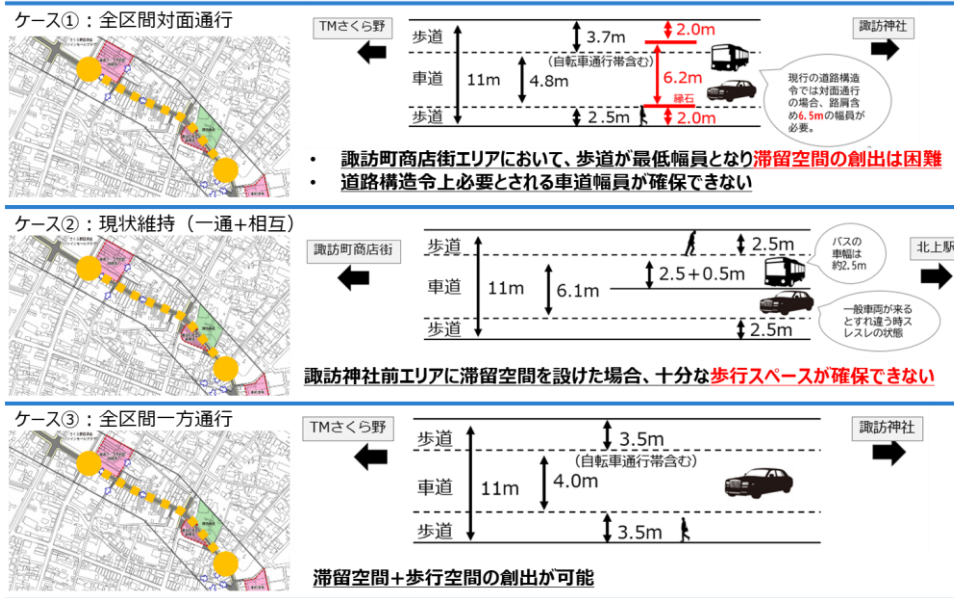 ケース①：全区間対面通行
TMさくら野
諏訪神社
歩道
車道
歩道
11m
3.7m
(自転車通行帯含む)
4.8m
2.5m
2.0m
6.2m
縁石
2.0m
現行の道路構造
令では対面通行
の場合、路肩含
め6.5mの幅員が
必要。
• 諏訪町商店街エリアにおいて、歩道が最低幅員となり滞留空間の創出は困難
• 道路構造令上必要とされる車道幅員が確保できない
ケース②：現状維持（一通+相互）
諏訪町商店街
北上駅
歩道
車道
歩道
11m
6.1m
2.5m
2.5＋0.5m
2.5m
バスの
車幅は
約2.5m
一般車両が来る
とすれ違う時ス
レスレの状態
諏訪神社前エリアに滞留空間を設けた場合、十分な歩行スペースが確保できない
ケース③：全区間一方通行
TMさくら野
諏訪神社
歩道
車道
歩道
11m
3.5m
(自転車通行帯含む)
4.0m
3.5m
滞留空間+歩行空間の創出が可能